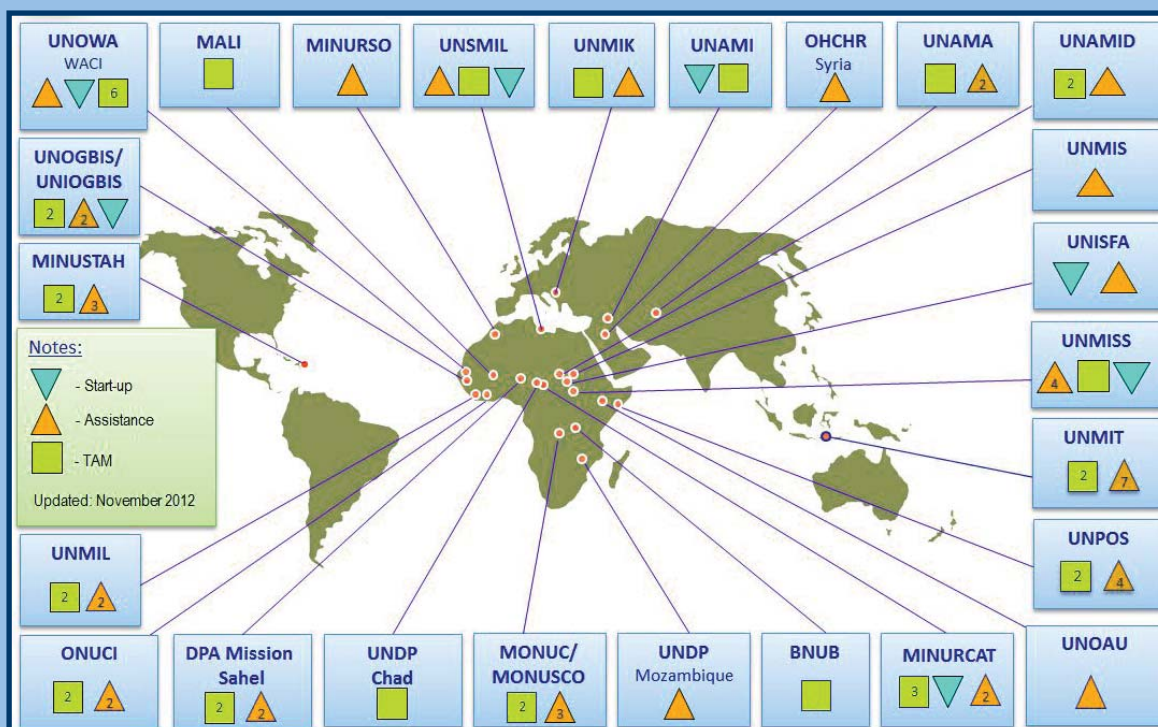 UNOWA
WACI
6
MALI
MINURSO
UNSMIL
UNMIK
UNAMI
OHCHR
Syria
UNAMA
2
UNAMID
2
UNOGBIS/
UNIOGBIS
2 2
UNMIS
MINUSTAH
2 3
UNISFA
Notes:
- Start-up
- Assistance
- TAM
Updated: November 2012
UNMISS
4
UNMIT
2 7
UNMIL
2 2
UNPOS
2 4
ONUCI
2 2
DPA Mission
Sahel
2 2
UNDP
Chad
MONUC/
MONUSCO
2 3
UNDP
Mozambique
BNUB
MINURCAT
3 2
UNOAU